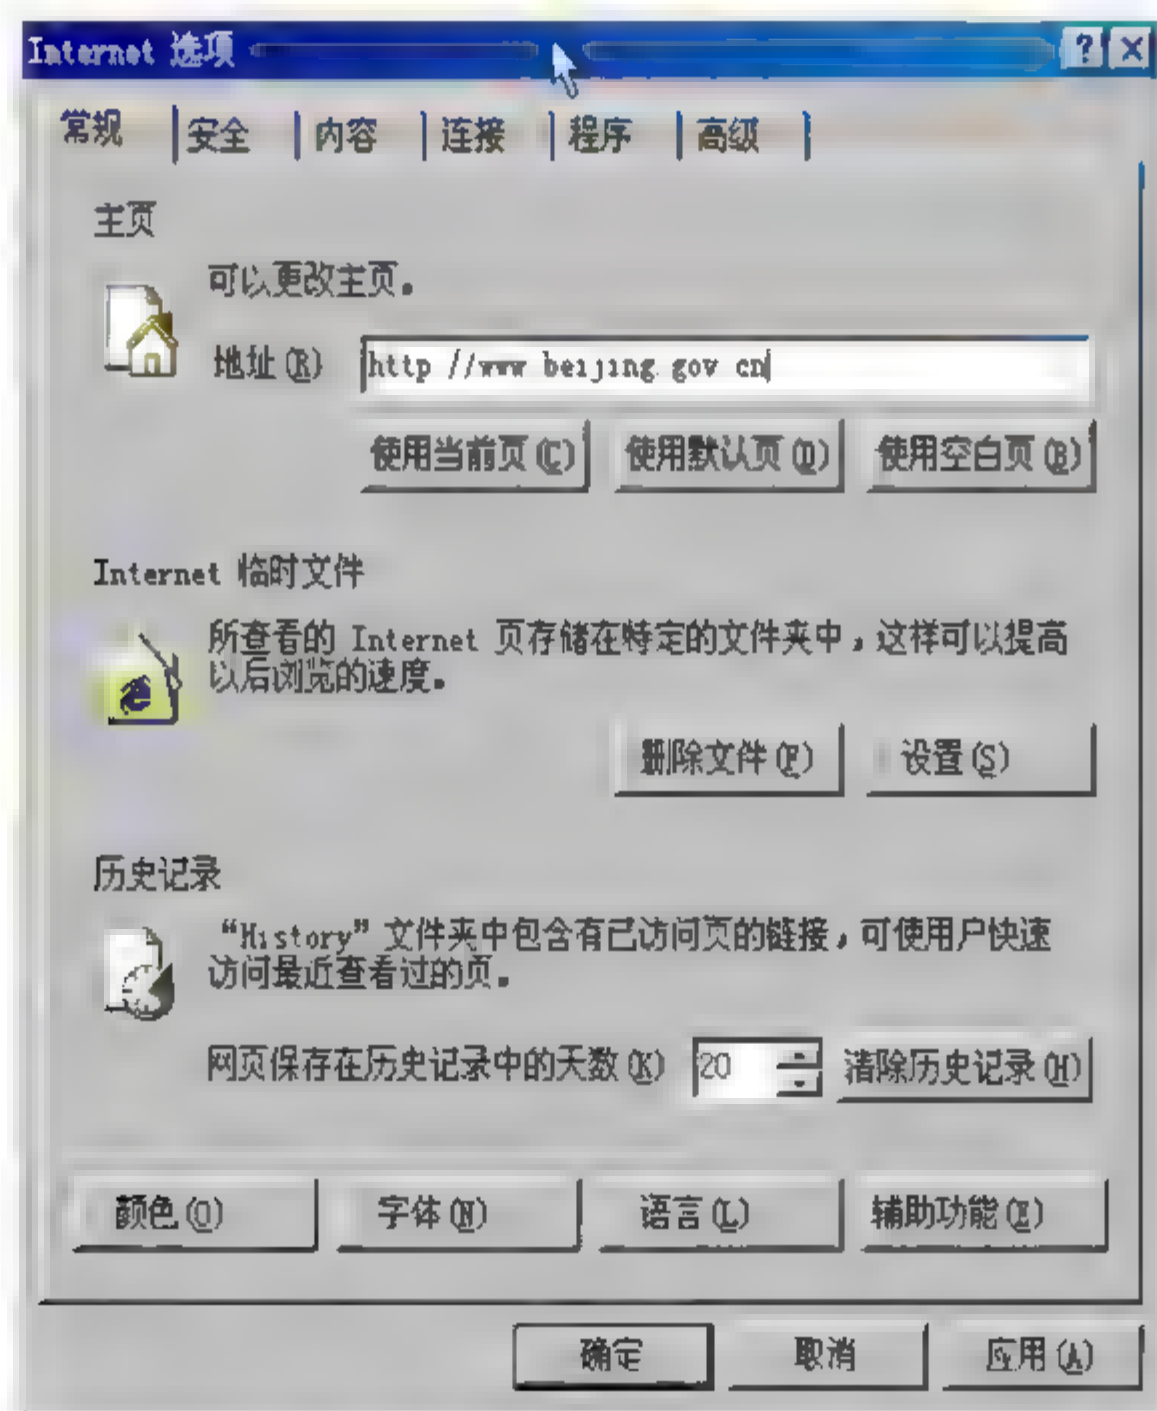 Internet 选项
常规 安全 内容 连接 程序 高级
主页
可以更改主页。
地址(R) http //www beijing gov cn
使用当前页(C) 使用默认页(D) 使用空白页(B)
Internet 临时文件
所查看的 Internet 页存储在特定的文件夹中，这样可以提高
以后浏览的速度。
删除文件(F) 设置(S)
历史记录
“History”文件夹中包含有已访问页的链接，可使用户快速
访问最近查看过的页。
网页保存在历史记录中的天数(K) 20 清除历史记录(H)
颜色(O) 字体(N) 语言(L) 辅助功能(E)
确定 取消 应用(A)